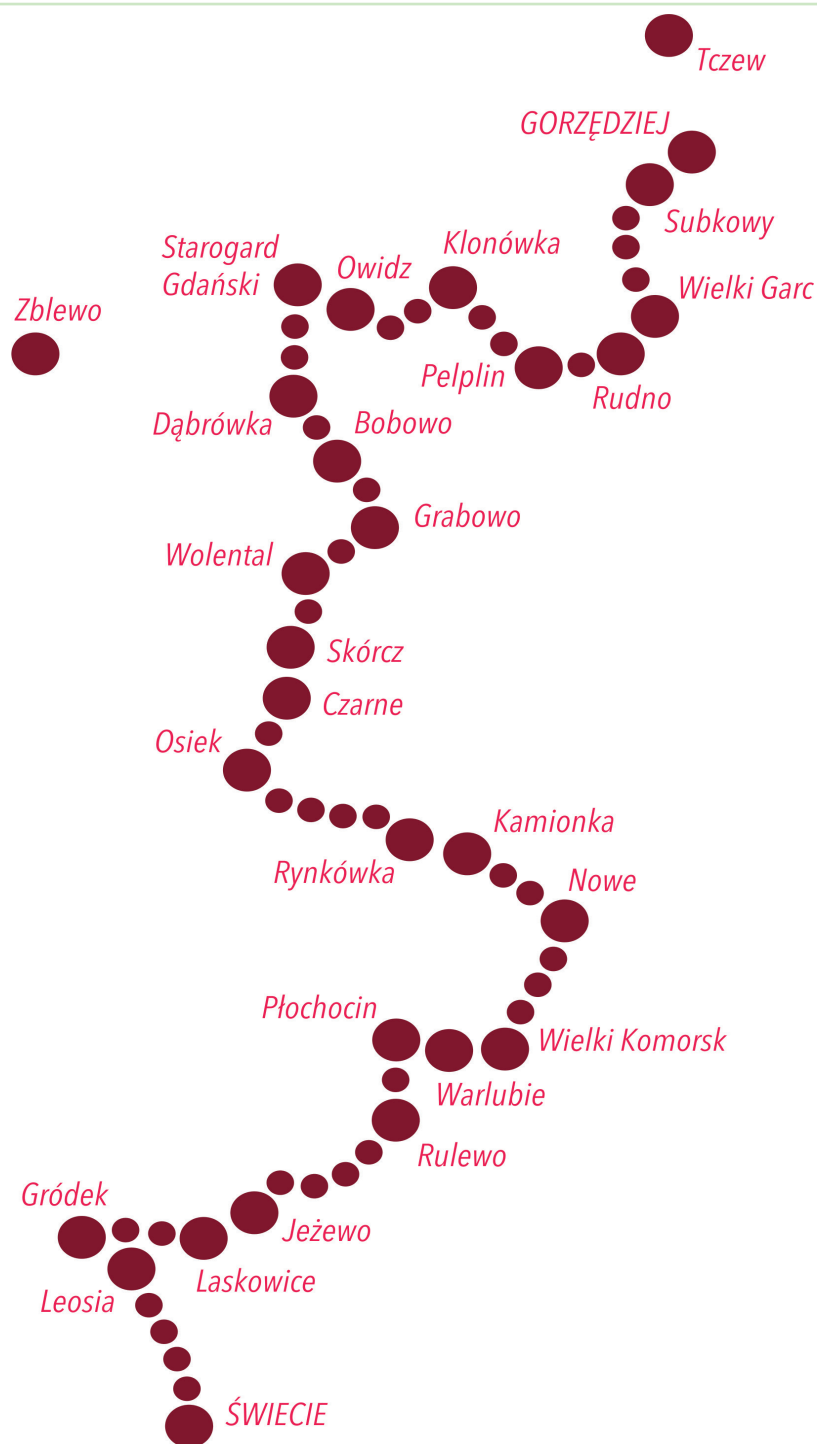 Tczew
GORZĘDZIEJ
Subkowy
Klonówka
Starogard
Gdański
Owidz
Wielki Garc
Zblewo
Pelplin
Rudno
Dąbrówka
Bobowo
Grabowo
Wolental
Skórcz
Czarne
Osiek
Kamionka
Rynkówka
Nowe
Płochocin
Wielki Komorsk
Warlubie
Rulewo
Gródek
Jeżewo
Laskowice
Leosia
ŚWIECIE